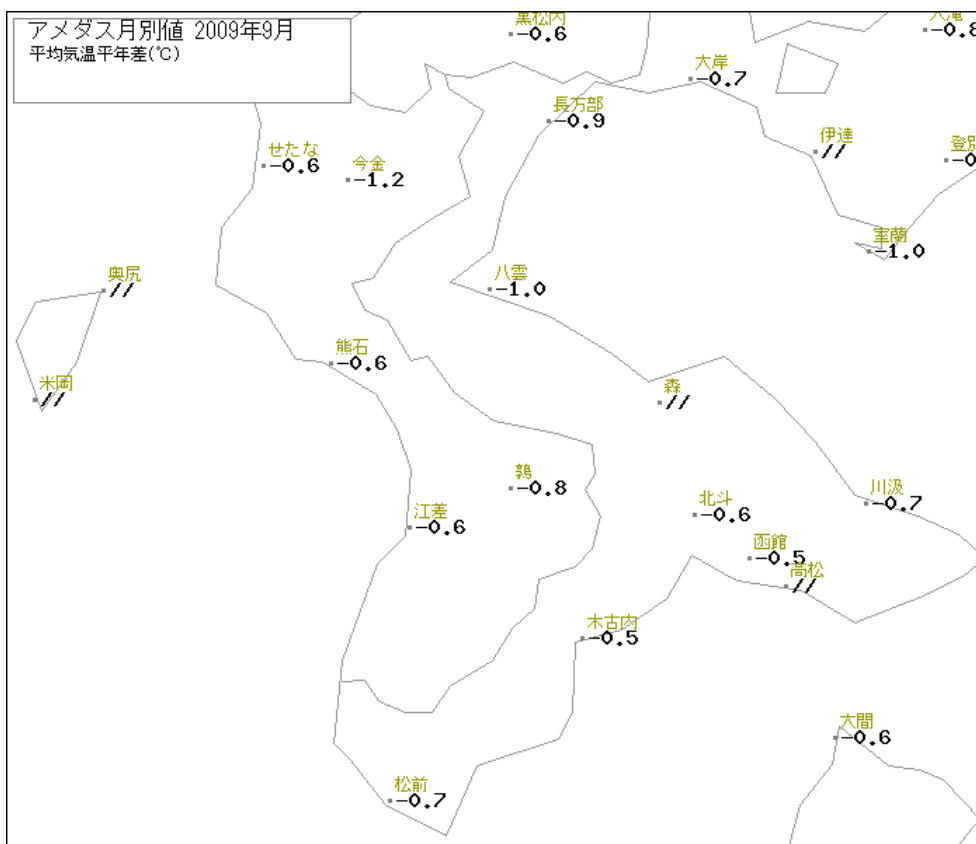 アメダス月別値 2009年9月
平均気温平年差(℃)
黒松内
-0.6
大滝
-0.8
大岸
-0.7
長万部
-0.9
伊達
//
登別
-0
せたな
-0.6
今金
-1.2
室蘭
-1.0
奥尻
//
八雲
-1.0
熊石
-0.6
米岡
//
森
//
鶉
-0.8
川汲
-0.7
江差
-0.6
北斗
-0.6
函館
-0.5
高松
//
木古内
-0.5
大間
-0.6
松前
-0.7